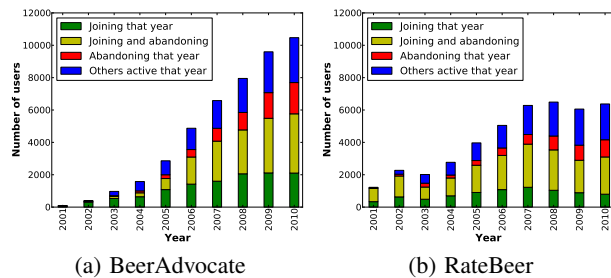 12000
10000
8000
6000
4000
2000
0
Number of users
Joining that year
Joining and abandoning
Abandoning that year
Others active that year
2001 2002 2003 2004 2005 2006 2007 2008 2009 2010
Year
(a) BeerAdvocate
12000
10000
8000
6000
4000
2000
0
Number of users
Joining that year
Joining and abandoning
Abandoning that year
Others active that year
2001 2002 2003 2004 2005 2006 2007 2008 2009 2010
Year
(b) RateBeer